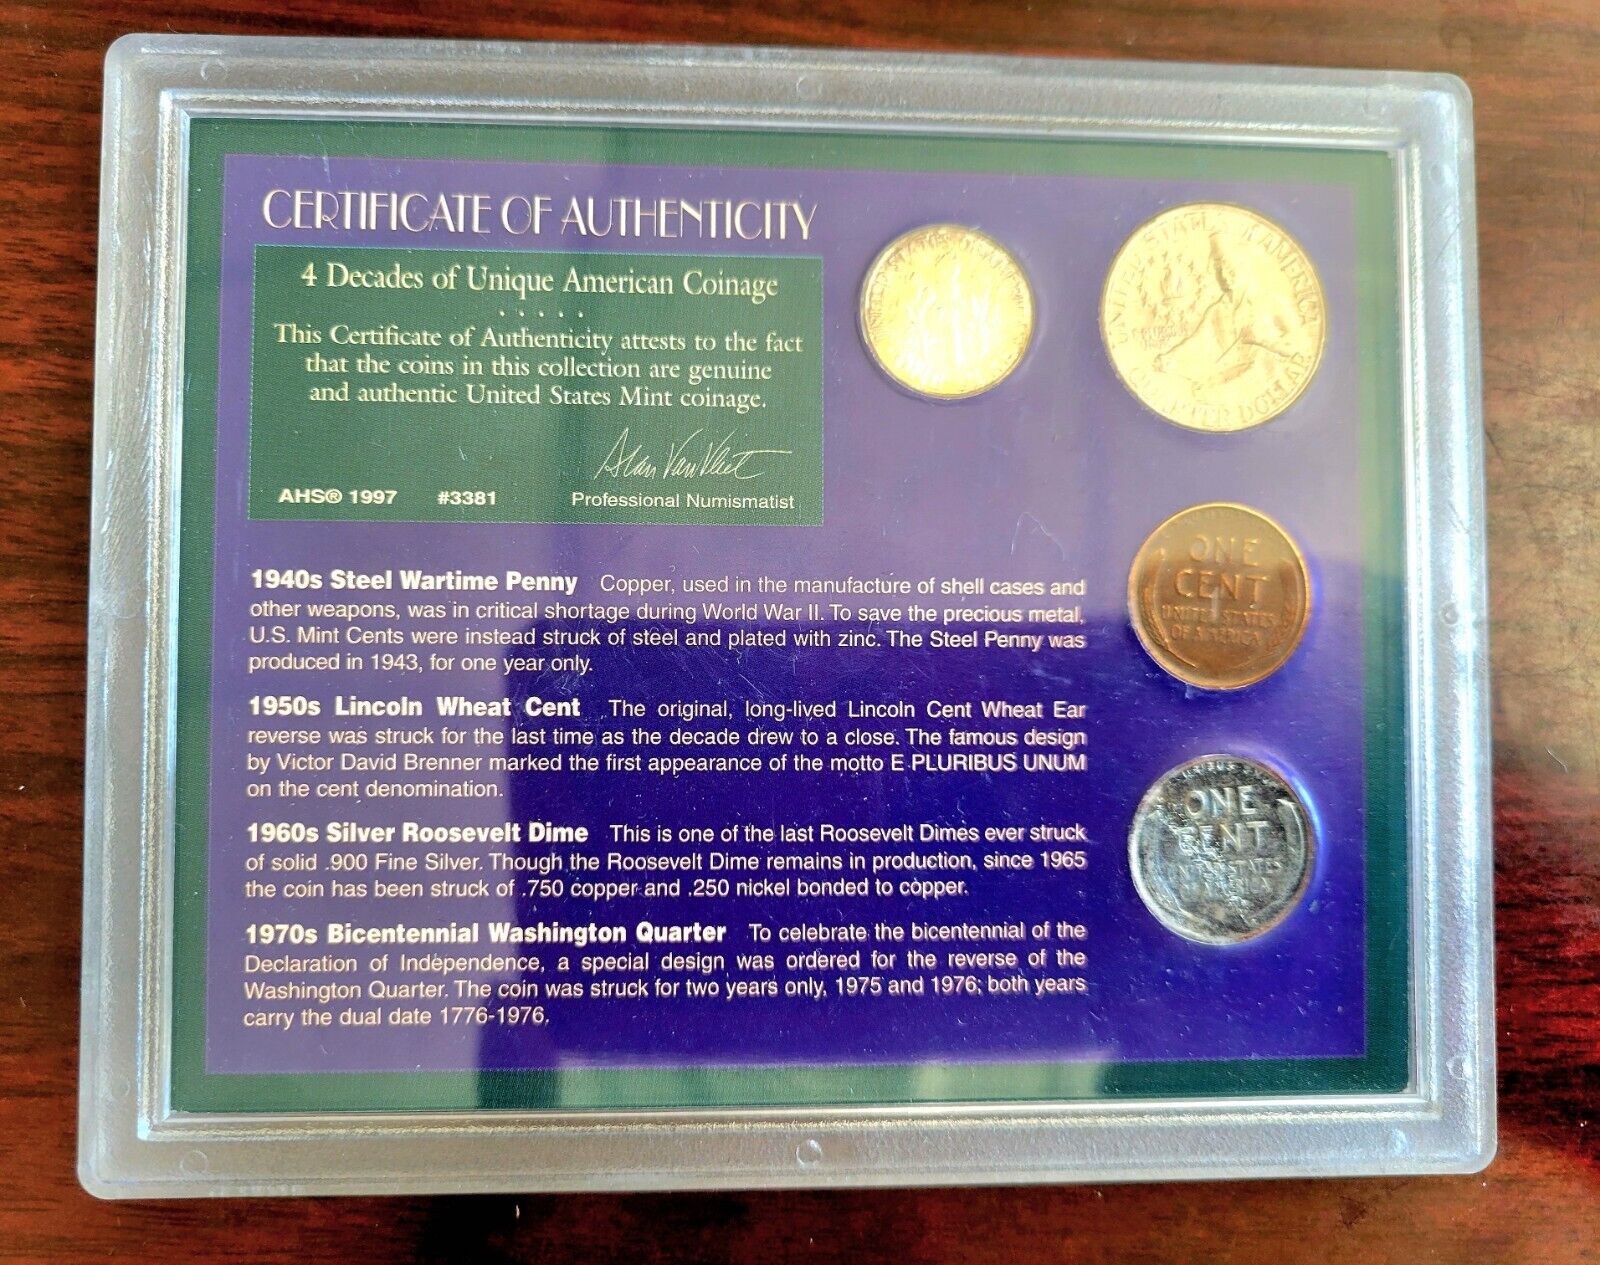 CERTIFICATE OF AUTHENTICITY
4 Decades of Unique American Coinage
. . . . .
This Certificate of Authenticity attests to the fact
that the coins in this collection are genuine
and authentic United States Mint coinage.
Alan Van Vliet
AHS® 1997 #3381 Professional Numismatist
1940s Steel Wartime Penny Copper, used in the manufacture of shell cases and
other weapons, was in critical shortage during World War II. To save the precious metal,
U.S. Mint Cents were instead struck of steel and plated with zinc. The Steel Penny was
produced in 1943, for one year only.
1950s Lincoln Wheat Cent The original, long-lived Lincoln Cent Wheat Ear
reverse was struck for the last time as the decade drew to a close. The famous design
by Victor David Brenner marked the first appearance of the motto E PLURIBUS UNUM
on the cent denomination.
1960s Silver Roosevelt Dime This is one of the last Roosevelt Dimes ever struck
of solid .900 Fine Silver. Though the Roosevelt Dime remains in production, since 1965
the coin has been struck of .750 copper and .250 nickel bonded to copper.
1970s Bicentennial Washington Quarter To celebrate the bicentennial of the
Declaration of Independence, a special design was ordered for the reverse of the
Washington Quarter. The coin was struck for two years only, 1975 and 1976; both years
carry the dual date 1776-1976.
UNITED STATES OF AMERICA
UNITED STATES OF AMERICA
QUARTER DOLLAR
ONE
CENT
UNITED STATES
OF AMERICA
ONE
CENT